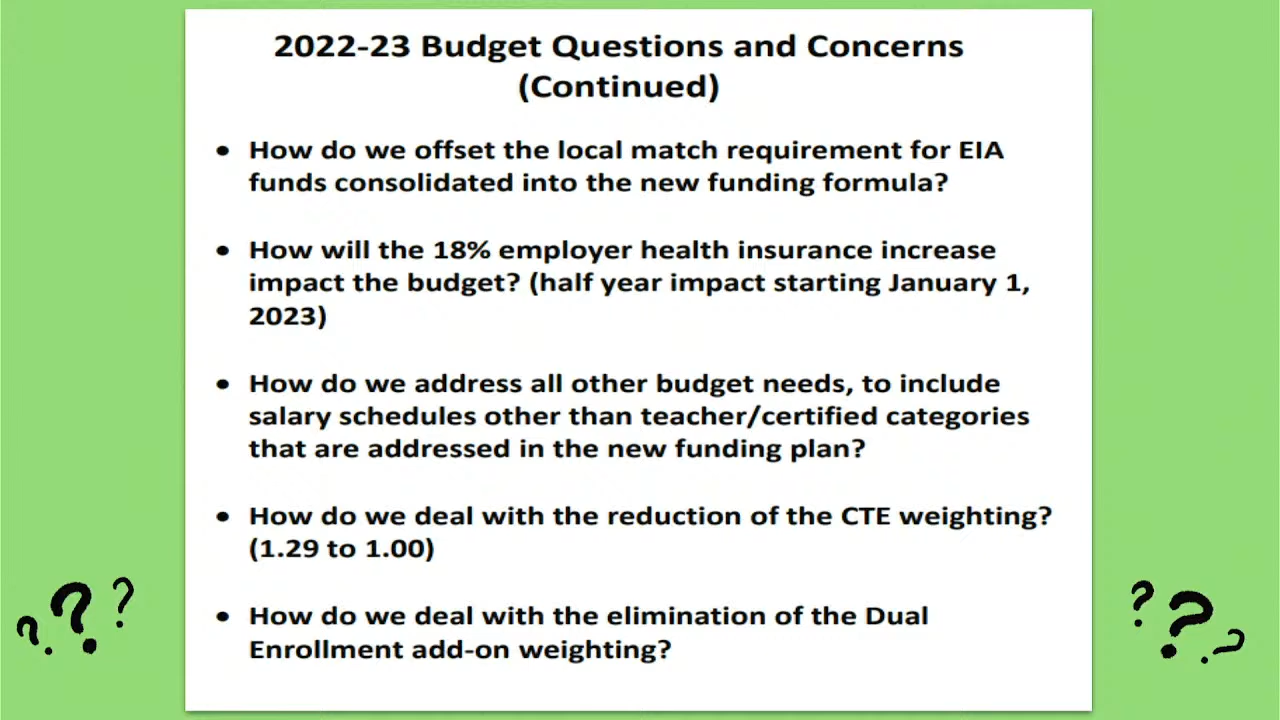 2022-23 Budget Questions and Concerns
(Continued)
• How do we offset the local match requirement for EIA
funds consolidated into the new funding formula?
• How will the 18% employer health insurance increase
impact the budget? (half year impact starting January 1,
2023)
• How do we address all other budget needs, to include
salary schedules other than teacher/certified categories
that are addressed in the new funding plan?
• How do we deal with the reduction of the CTE weighting?
(1.29 to 1.00)
• How do we deal with the elimination of the Dual
Enrollment add-on weighting?
? ? ?
? ? ?